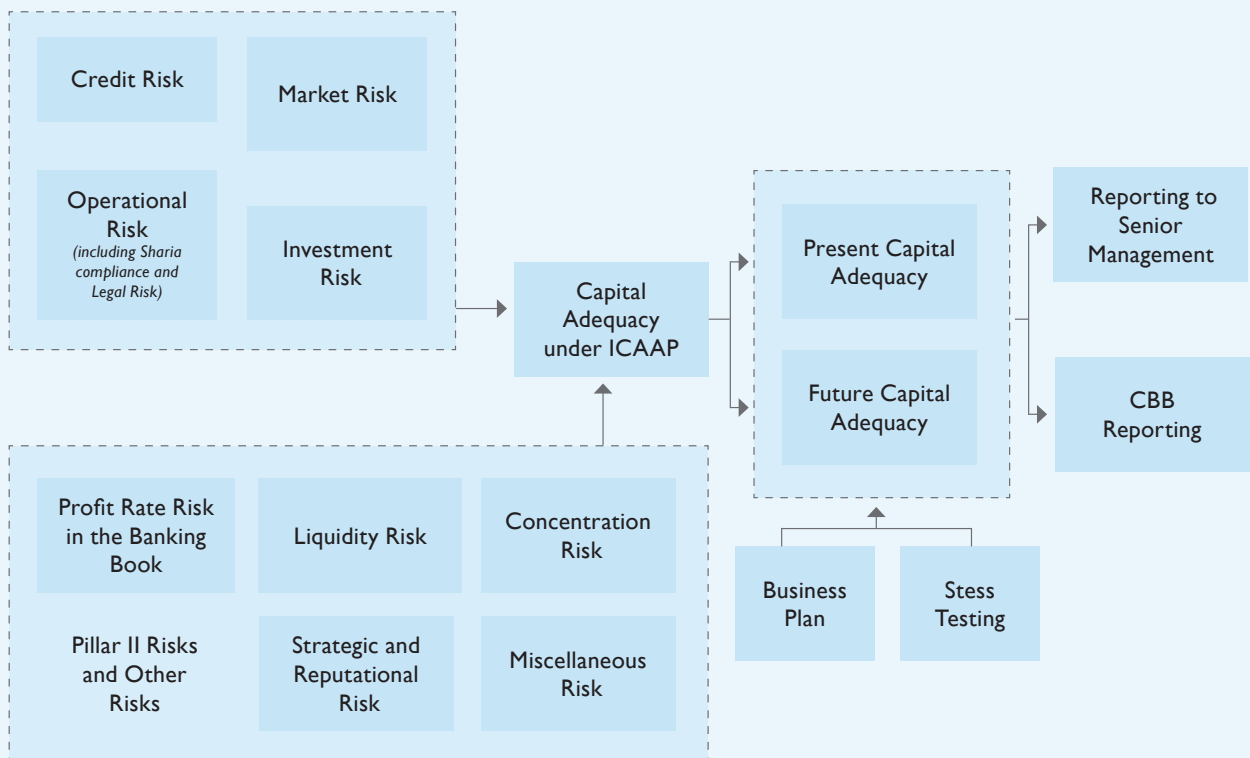 Credit Risk
Market Risk
Operational
Risk
(including Sharia
compliance and
Legal Risk)
Investment
Risk
Capital
Adequacy
under ICAAP
Present Capital
Adequacy
Future Capital
Adequacy
Reporting to
Senior
Management
CBB
Reporting
Profit Rate Risk
in the Banking
Book
Liquidity Risk
Concentration
Risk
Pillar II Risks
and Other
Risks
Strategic and
Reputational
Risk
Miscellaneous
Risk
Business
Plan
Stess
Testing